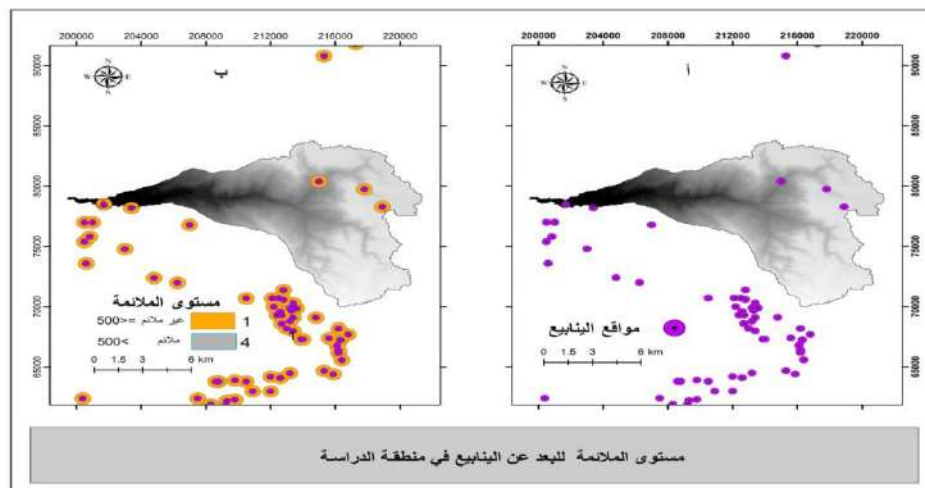 200000 204000 208000 212000 216000 220000
200000 204000 208000 212000 216000 220000
90000
85000
80000
75000
70000
65000
90000
85000
80000
75000
70000
65000
ب
أ
N
W E
S
N
W E
S
مستوى الملائمة
غير ملائم =>500 1
ملائم <500 4
0 1.5 3 6 km
مواقع الينابيع
0 1.5 3 6 km
مستوى الملائمة للبعد عن الينابيع في منطقة الدراسة